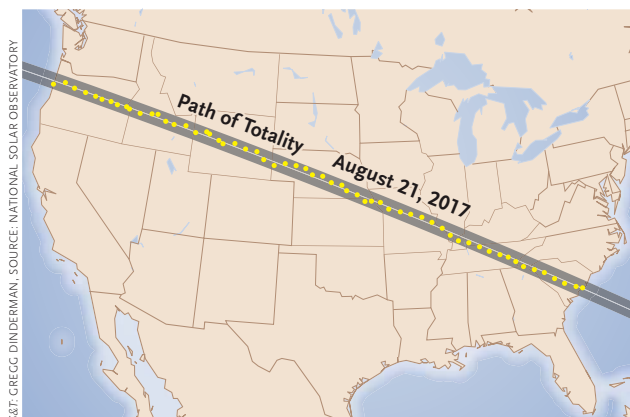 Path of Totality
August 21, 2017
&T: GREGG DINDERMAN, SOURCE: NATIONAL SOLAR OBSERVATORY